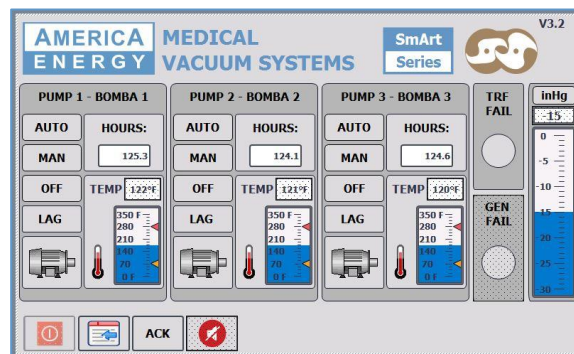 AMERICA
ENERGY
MEDICAL
VACUUM SYSTEMS
SmArt
Series
V3.2
PUMP 1 - BOMBA 1
AUTO
HOURS:
MAN
125.3
OFF
TEMP
122ºF
LAG
350 F
280
210
140
70
0 F
PUMP 2 - BOMBA 2
AUTO
HOURS:
MAN
124.1
OFF
TEMP
121ºF
LAG
350 F
280
210
140
70
0 F
PUMP 3 - BOMBA 3
AUTO
HOURS:
MAN
124.6
OFF
TEMP
120ºF
LAG
350 F
280
210
140
70
0 F
TRF
FAIL
GEN
FAIL
inHg
-15
0
-5
-10
-15
-20
-25
-30
ACK